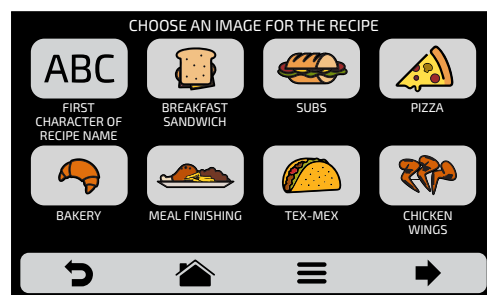 CHOOSE AN IMAGE FOR THE RECIPE
ABC
FIRST
CHARACTER OF
RECIPE NAME
BREAKFAST
SANDWICH
SUBS
PIZZA
BAKERY
MEAL FINISHING
TEX-MEX
CHICKEN
WINGS